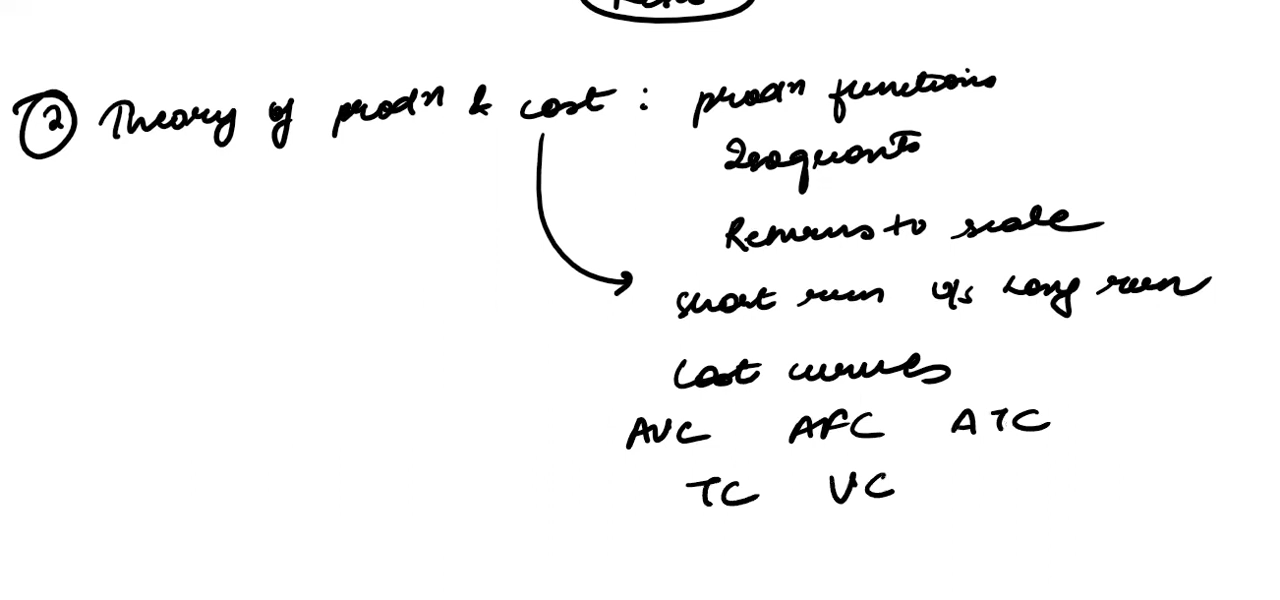 ② Theory of prodⁿ & cost : prodⁿ functions
Isoquants
Returns to scale
Short run v/s Long run
Cost curves
AVC AFC ATC
TC VC